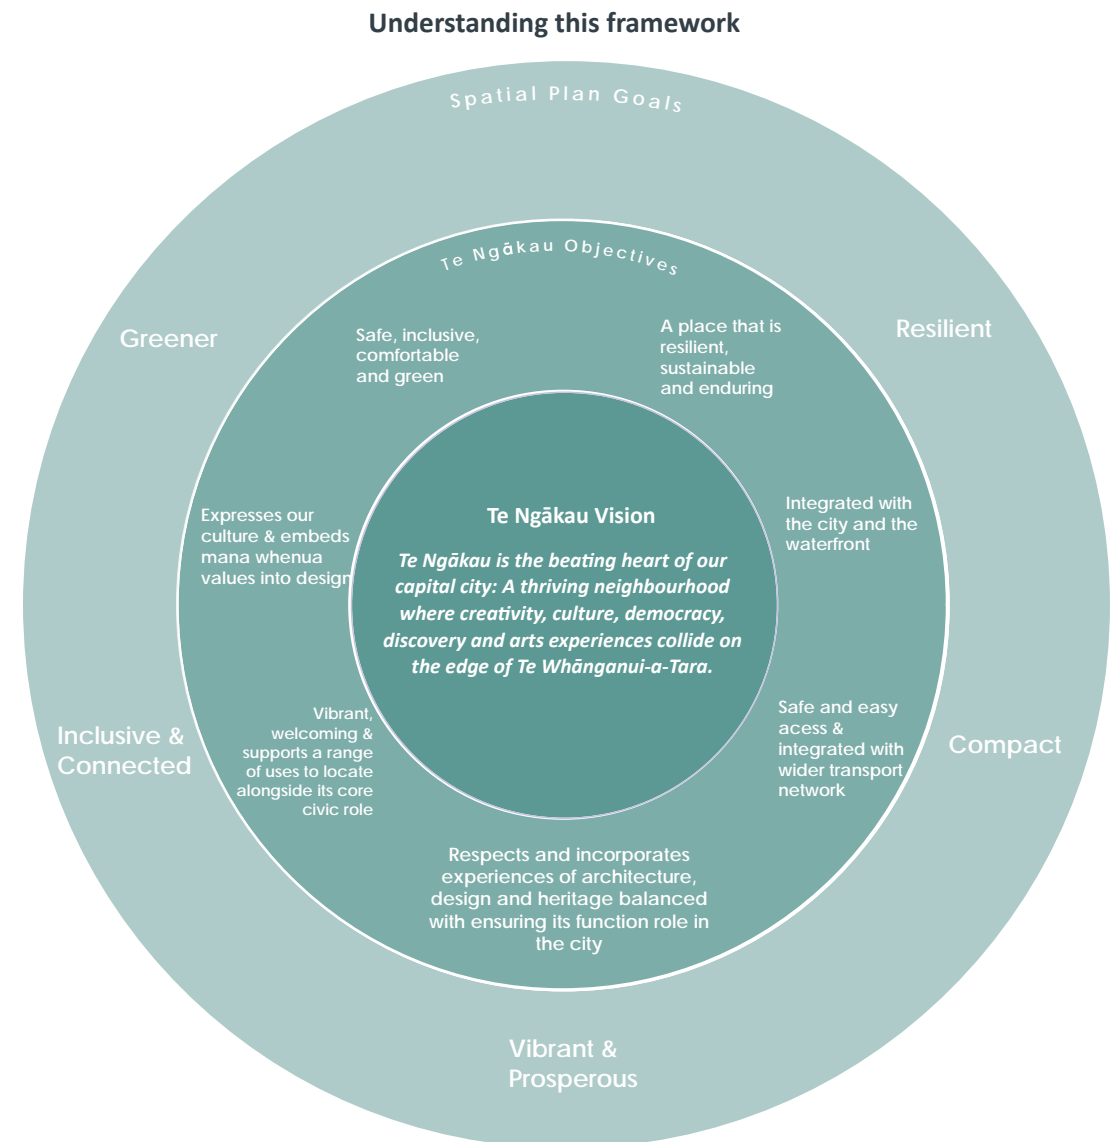 Understanding this framework
Spatial Plan Goals
Te Ngākau Objectives
Greener
Safe, inclusive,
comfortable
and green
A place that is
resilient,
sustainable
and enduring
Resilient
Expresses our
culture & embeds
mana whenua
values into design
Te Ngākau Vision
Te Ngākau is the beating heart of our
capital city: A thriving neighbourhood
where creativity, culture, democracy,
discovery and arts experiences collide on
the edge of Te Whānganui-a-Tara.
Integrated with
the city and the
waterfront
Inclusive &
Connected
Vibrant,
welcoming &
supports a range
of uses to locate
alongside its core
civic role
Safe and easy
acess &
integrated with
wider transport
network
Compact
Respects and incorporates
experiences of architecture,
design and heritage balanced
with ensuring its function role in
the city
Vibrant &
Prosperous